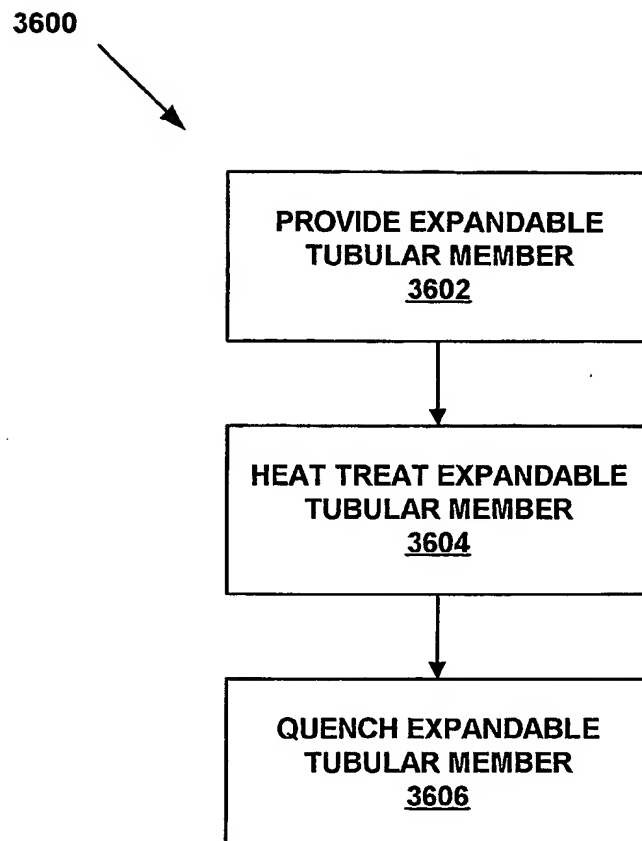 3600
PROVIDE EXPANDABLE
TUBULAR MEMBER
3602
HEAT TREAT EXPANDABLE
TUBULAR MEMBER
3604
QUENCH EXPANDABLE
TUBULAR MEMBER
3606